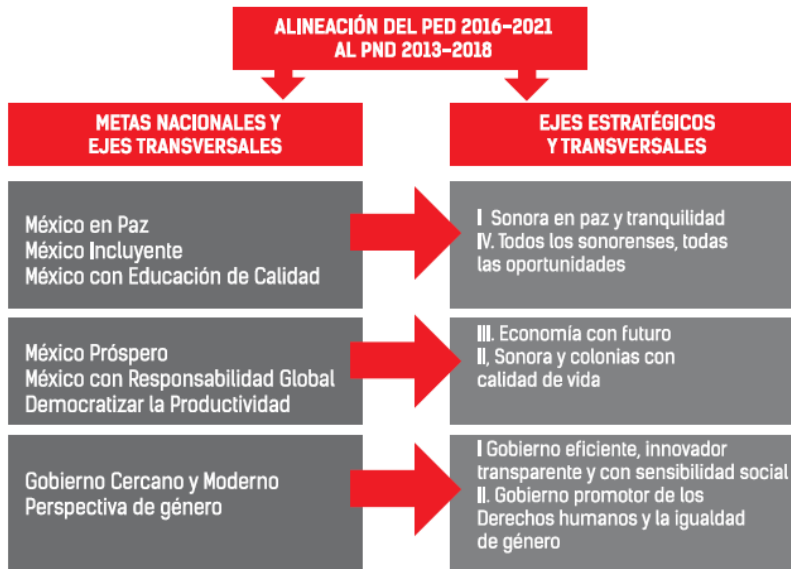 ALINEACIÓN DEL PED 2016–2021
AL PND 2013–2018
METAS NACIONALES Y
EJES TRANSVERSALES
EJES ESTRATÉGICOS
Y TRANSVERSALES
México en Paz
México Incluyente
México con Educación de Calidad
I Sonora en paz y tranquilidad
IV. Todos los sonorenses, todas
las oportunidades
México Próspero
México con Responsabilidad Global
Democratizar la Productividad
III. Economía con futuro
II, Sonora y colonias con
calidad de vida
Gobierno Cercano y Moderno
Perspectiva de género
I Gobierno eficiente, innovador
transparente y con sensibilidad social
II. Gobierno promotor de los
Derechos humanos y la igualdad
de género